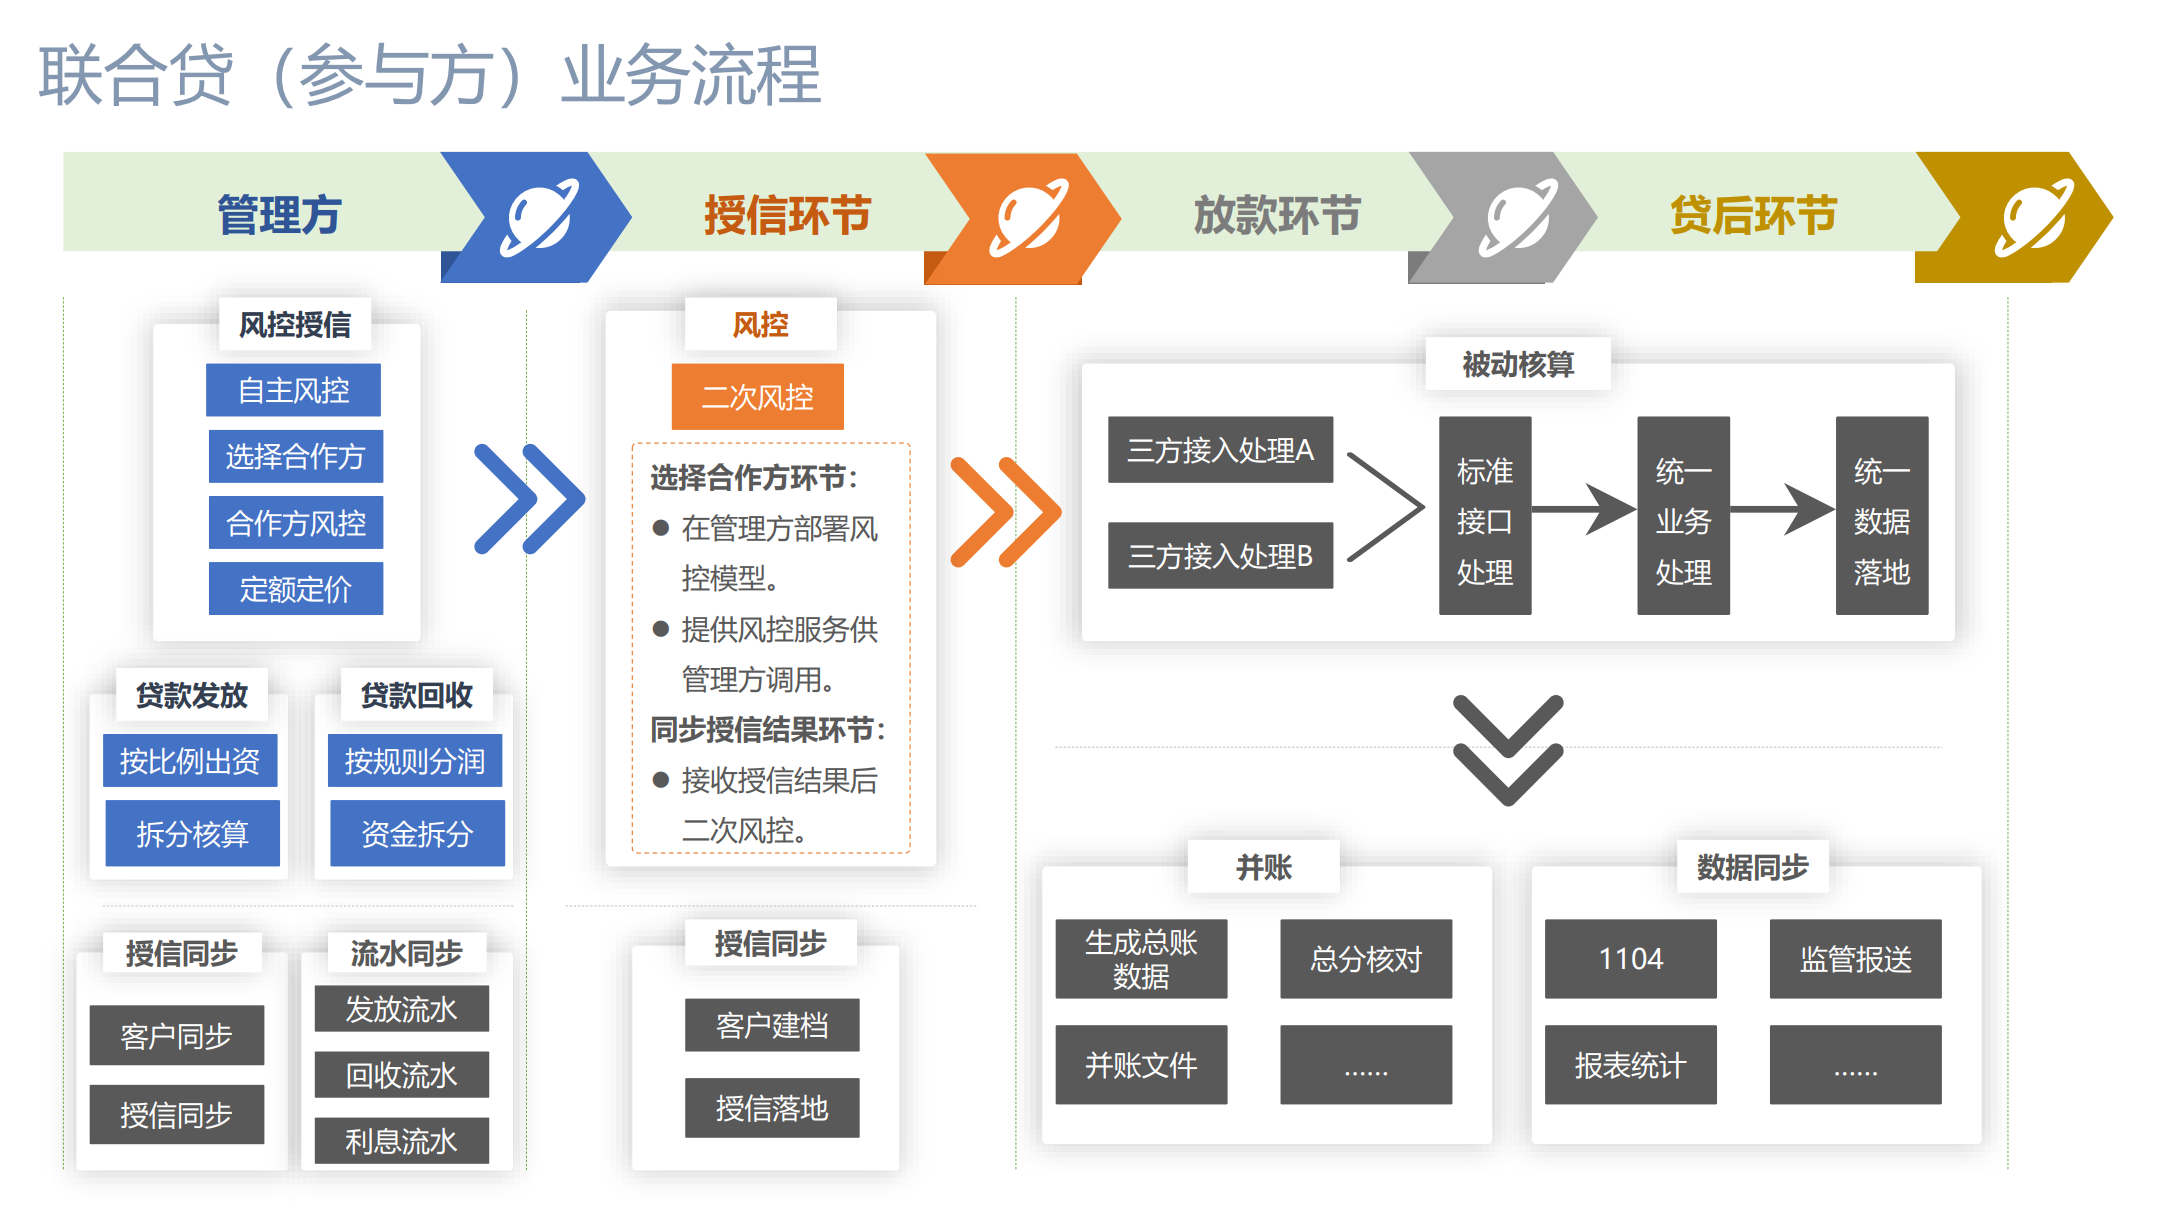 联合贷（参与方）业务流程
管理方
授信环节
放款环节
贷后环节
风控授信
自主风控
选择合作方
合作方风控
定额定价
贷款发放
按比例出资
拆分核算
贷款回收
按规则分润
资金拆分
授信同步
客户同步
授信同步
流水同步
发放流水
回收流水
利息流水
风控
二次风控
选择合作方环节：
● 在管理方部署风
控模型。
● 提供风控服务供
管理方调用。
同步授信结果环节：
● 接收授信结果后
二次风控。
授信同步
客户建档
授信落地
被动核算
三方接入处理A
三方接入处理B
标准
接口
处理
统一
业务
处理
统一
数据
落地
并账
生成总账
数据
总分核对
并账文件
......
数据同步
1104
监管报送
报表统计
......